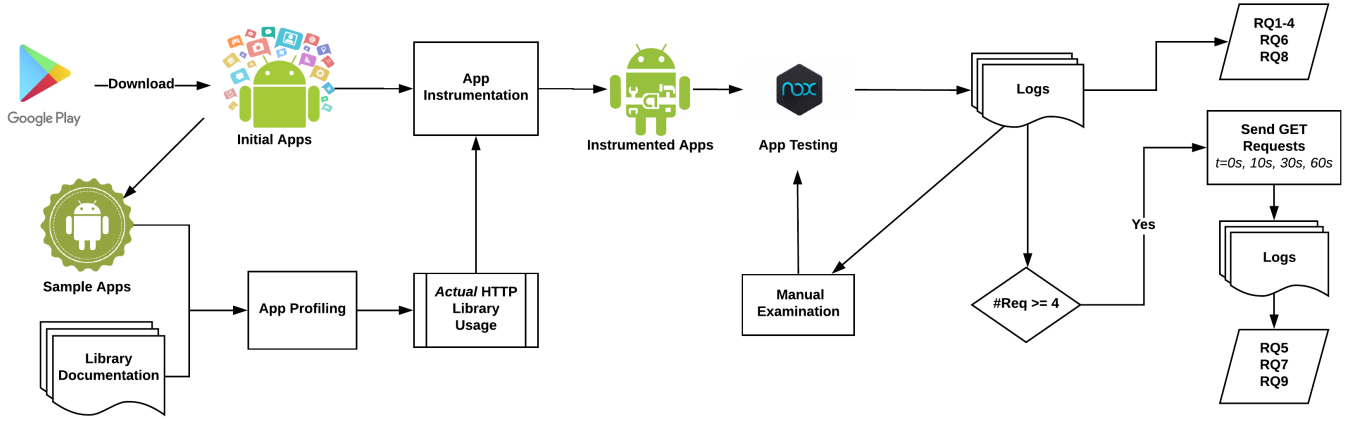 Google Play
Download
Initial Apps
App
Instrumentation
Instrumented Apps
nox
App Testing
Logs
RQ1-4
RQ6
RQ8
Send GET
Requests
t=0s, 10s, 30s, 60s
Yes
Logs
#Req >= 4
RQ5
RQ7
RQ9
Manual
Examination
Sample Apps
Library
Documentation
App Profiling
Actual HTTP
Library
Usage